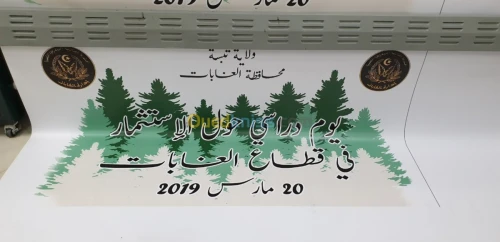 20 مارس 2019
ولاية تبسة
محافظة الغابات
يوم دراسي حول الاستثمار
في قطاع الغابات
20 مارس 2019